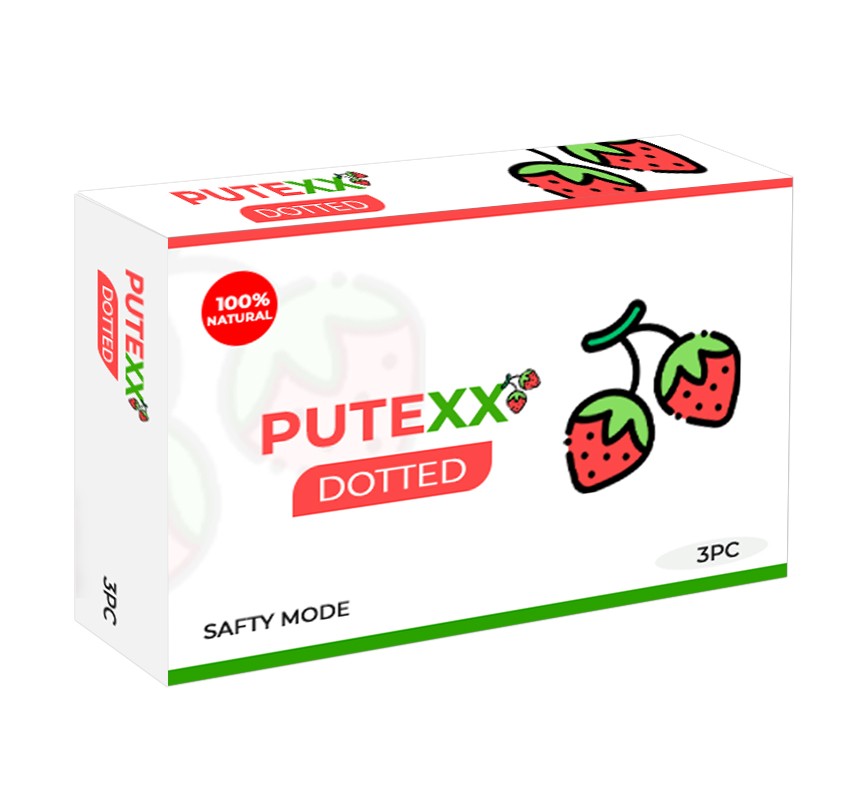 PUTEXX
DOTTED
PUTEXX
DOTTED
3PC
100%
NATURAL
PUTEXX
DOTTED
3PC
SAFTY MODE